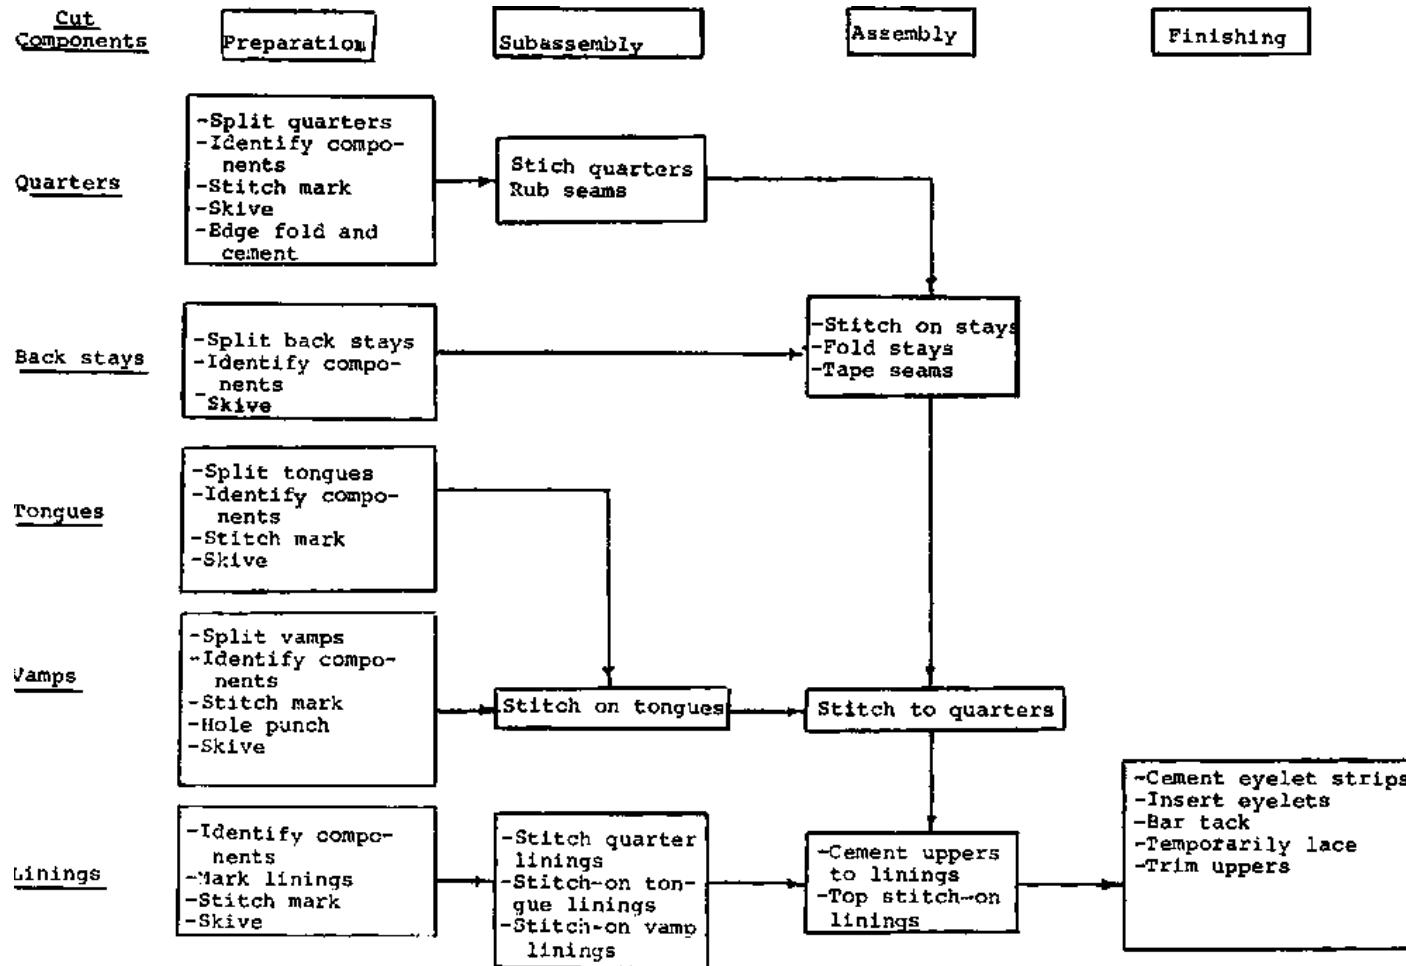 Cut
Components
Preparation
Subassembly
Assembly
Finishing
Quarters
-Split quarters
-Identify compo-
nents
-Stitch mark
-Skive
-Edge fold and
cement
Stich quarters
Rub seams
Back stays
-Split back stays
-Identify compo-
nents
-Skive
-Stitch on stays
-Fold stays
-Tape seams
Tongues
-Split tongues
-Identify compo-
nents
-Stitch mark
-Skive
Vamps
-Split vamps
-Identify compo-
nents
-Stitch mark
-Hole punch
-Skive
Stitch on tongues
Stitch to quarters
Linings
-Identify compo-
nents
-Mark linings
-Stitch mark
-Skive
-Stitch quarter
linings
-Stitch-on ton-
gue linings
-Stitch-on vamp
linings
-Cement uppers
to linings
-Top stitch-on
linings
-Cement eyelet strips
-Insert eyelets
-Bar tack
-Temporarily lace
-Trim uppers